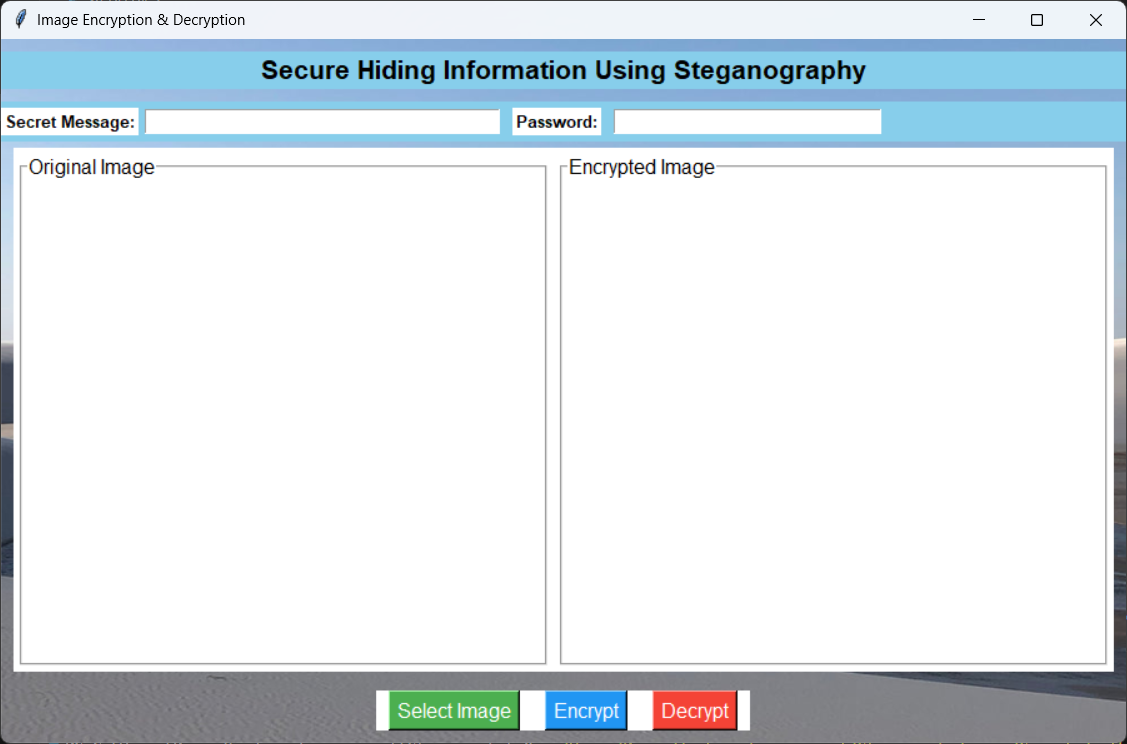 Image Encryption & Decryption
Secure Hiding Information Using Steganography
Secret Message: Password:
Original Image Encrypted Image
Select Image Encrypt Decrypt